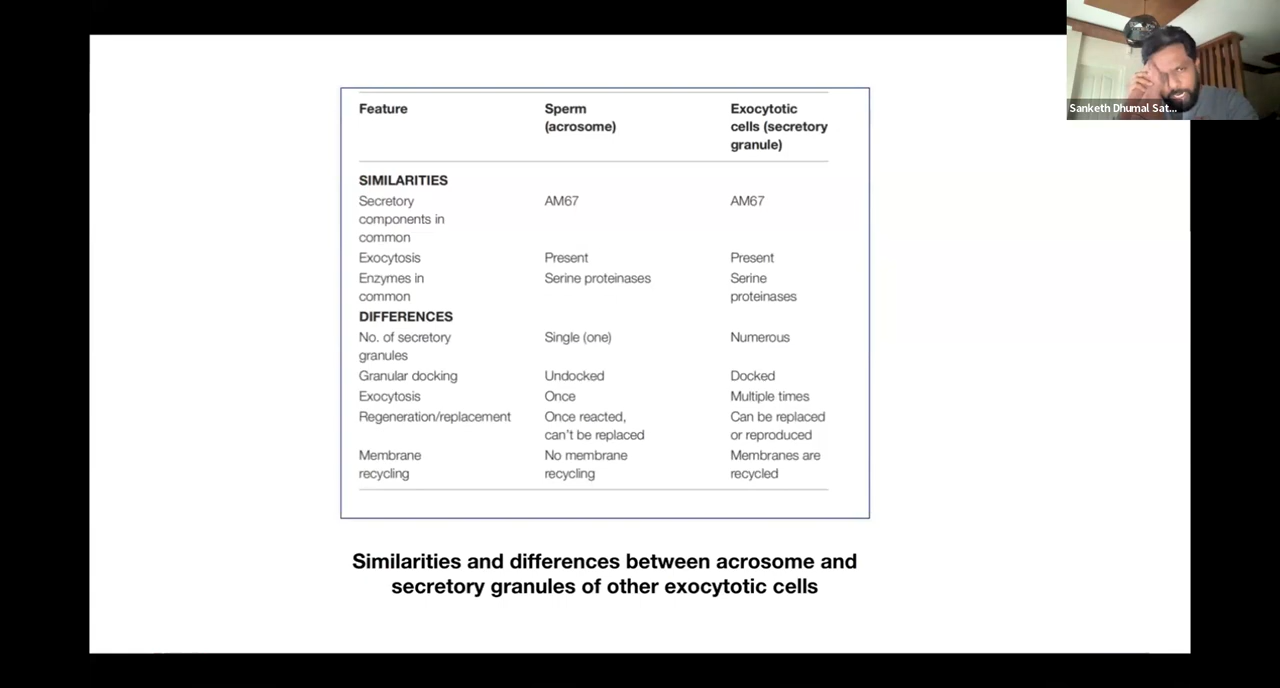 Sanketh Dhumal Sat...
Feature Sperm (acrosome) Exocytotic cells (secretory granule)
SIMILARITIES
Secretory components in common AM67 AM67
Exocytosis Present Present
Enzymes in common Serine proteinases Serine proteinases
DIFFERENCES
No. of secretory granules Single (one) Numerous
Granular docking Undocked Docked
Exocytosis Once Multiple times
Regeneration/replacement Once reacted, can't be replaced Can be replaced or reproduced
Membrane recycling No membrane recycling Membranes are recycled
Similarities and differences between acrosome and
secretory granules of other exocytotic cells